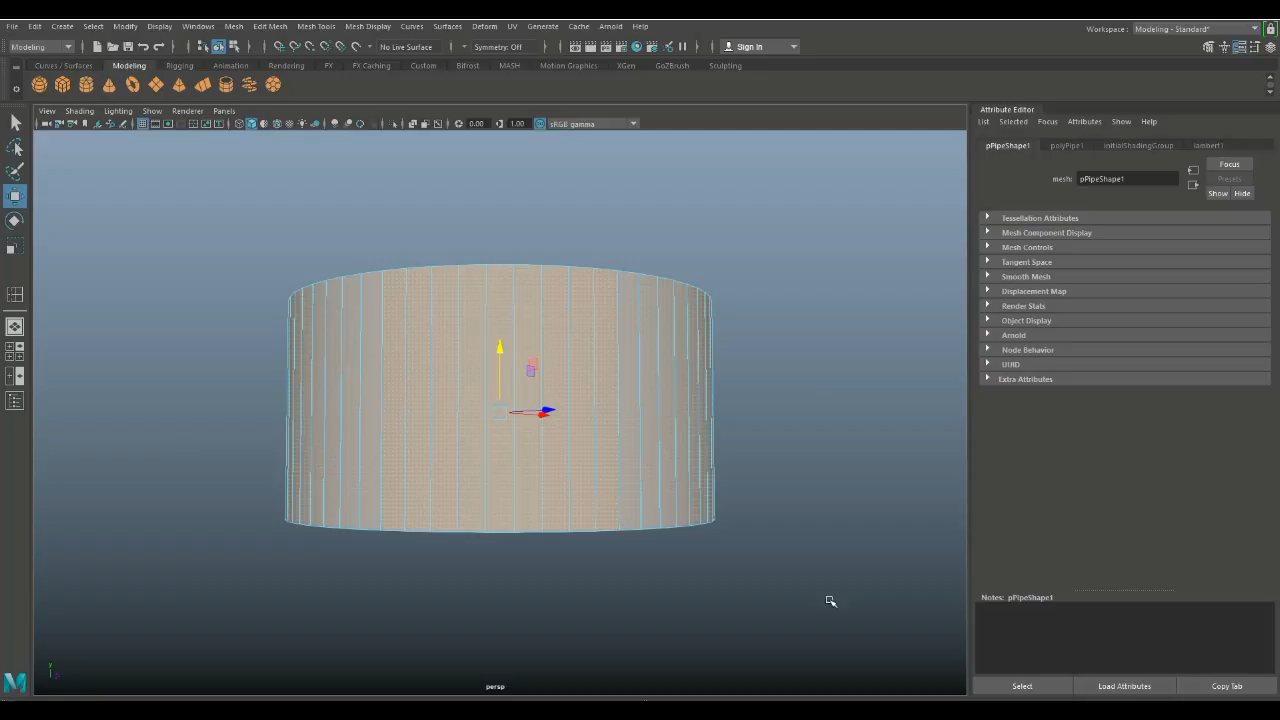 File Edit Create Select Modify Display Windows Mesh Edit Mesh Mesh Tools Mesh Display Curves Surfaces Deform UV Generate Cache Arnold Help
Workspace: Modeling - Standard*
Modeling No Live Surface Symmetry: Off Sign In
Curves / Surfaces Modeling Rigging Animation Rendering FX FX Caching Custom Bifrost MASH Motion Graphics XGen GoZBrush Sculpting
View Shading Lighting Show Renderer Panels
0.00 1.00 sRGB gamma
persp
y
Attribute Editor
List Selected Focus Attributes Show Help
pPipeShape1 polyPipe1 initialShadingGroup lambert1
Focus
mesh: pPipeShape1 Presets
Show Hide
Tessellation Attributes
Mesh Component Display
Mesh Controls
Tangent Space
Smooth Mesh
Displacement Map
Render Stats
Object Display
Arnold
Node Behavior
UUID
Extra Attributes
Notes: pPipeShape1
Select Load Attributes Copy Tab